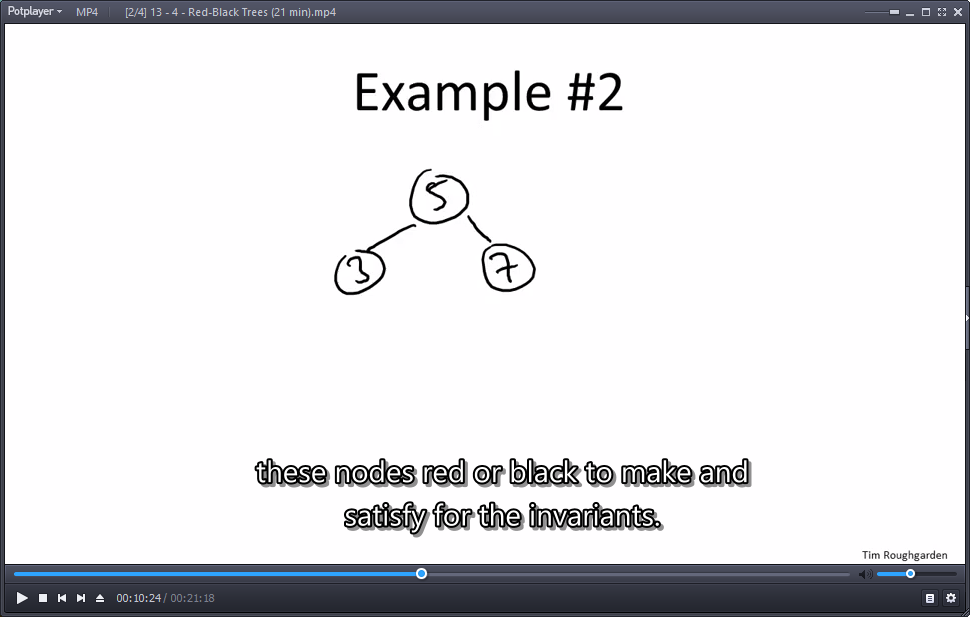 Potplayer MP4 [2/4] 13 - 4 - Red-Black Trees (21 min).mp4
Example #2
5
3 7
these nodes red or black to make and
satisfy for the invariants.
Tim Roughgarden
00:10:24 / 00:21:18